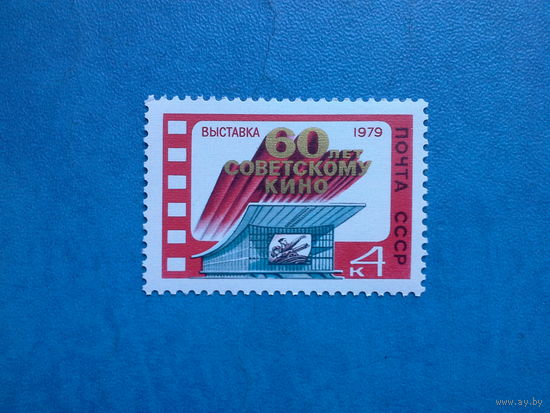 ВЫСТАВКА 1979
60 ЛЕТ
СОВЕТСКОМУ
КИНО
ПОЧТА СССР
4 К
www.ay.by